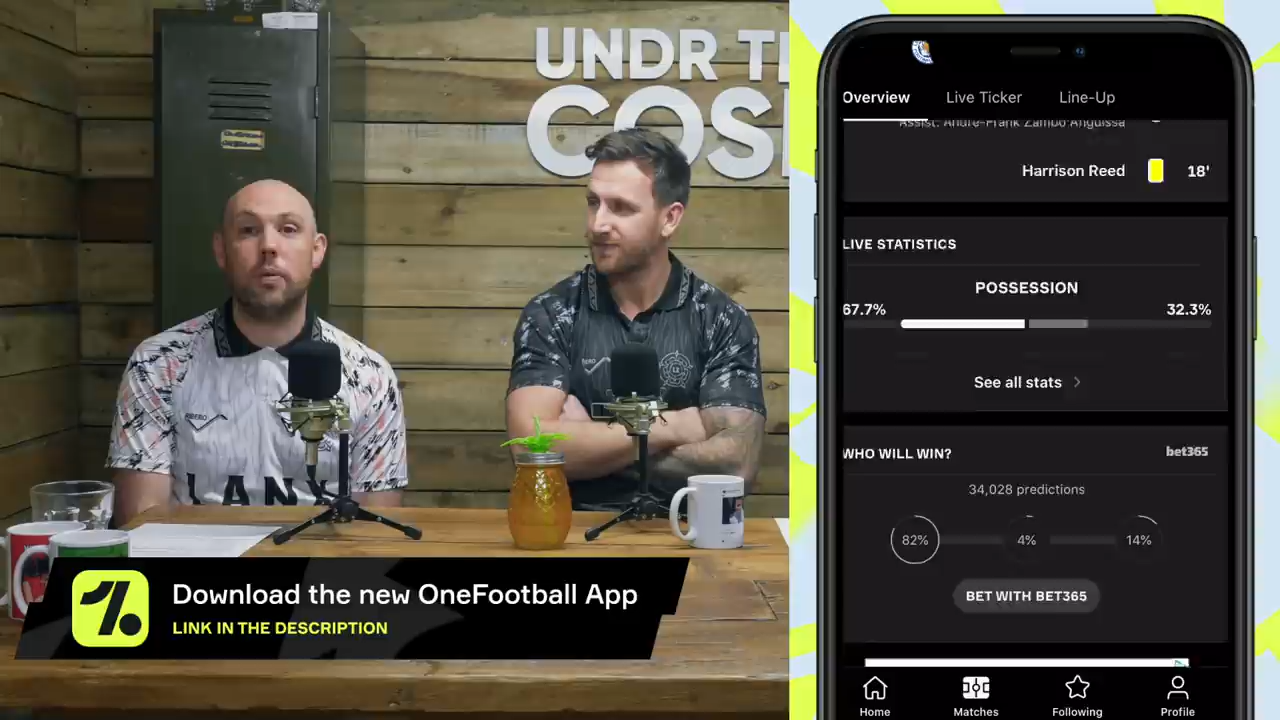 UNDR T
COS
RIBERO
LANX
Download the new OneFootball App
LINK IN THE DESCRIPTION
Overview
Live Ticker
Line-Up
Assist: André-Frank Zambo Anguissa
Harrison Reed 18'
LIVE STATISTICS
POSSESSION
67.7% 32.3%
See all stats
WHO WILL WIN?
bet365
34,028 predictions
82% 4% 14%
BET WITH BET365
Home
Matches
Following
Profile